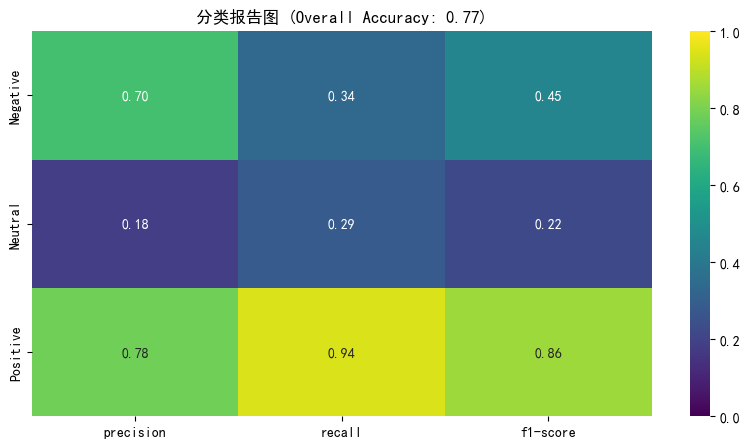 分类报告图 (Overall Accuracy: 0.77)
Negative 0.70 0.34 0.45
Neutral 0.18 0.29 0.22
Positive 0.78 0.94 0.86
precision recall f1-score
1.0
0.8
0.6
0.4
0.2
0.0